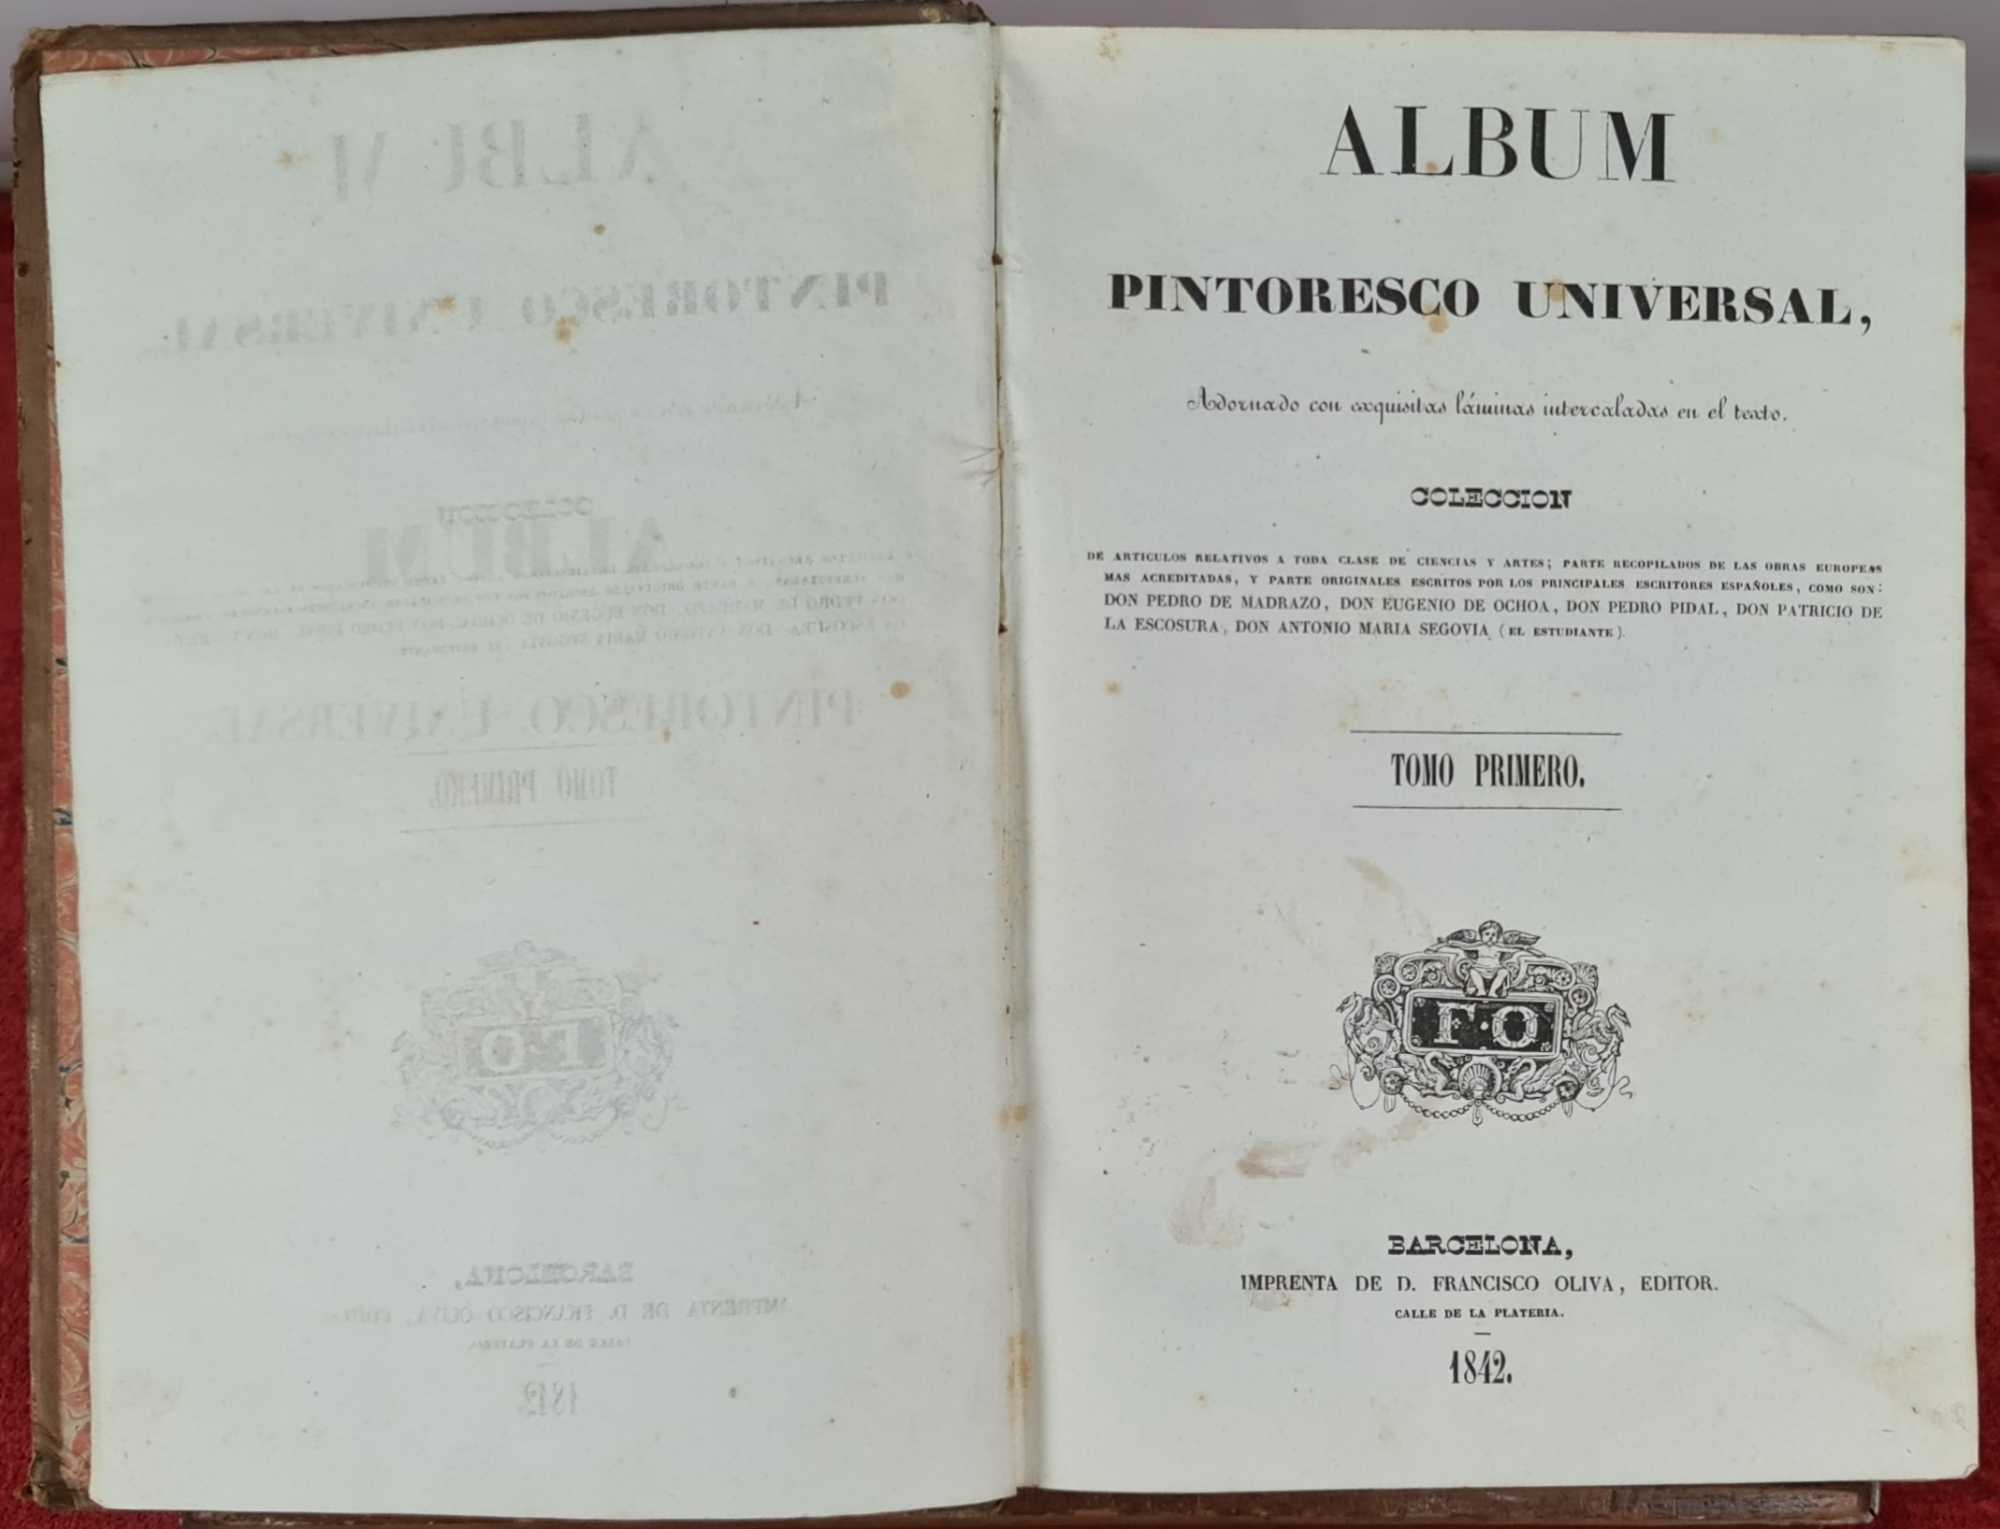 ALBUM
PINTORESCO UNIVERSAL,
Adornado con exquisitas láminas intercaladas en el texto.
COLECCION
DE ARTICULOS RELATIVOS A TODA CLASE DE CIENCIAS Y ARTES; PARTE RECOPILADOS DE LAS OBRAS EUROPEAS
MAS ACREDITADAS, Y PARTE ORIGINALES ESCRITOS POR LOS PRINCIPALES ESCRITORES ESPAÑOLES, COMO SON:
DON PEDRO DE MADRAZO, DON EUGENIO DE OCHOA, DON PEDRO PIDAL, DON PATRICIO DE
LA ESCOSURA, DON ANTONIO MARIA SEGOVIA (EL ESTUDIANTE).
TOMO PRIMERO.
F·O
BARCELONA,
IMPRENTA DE D. FRANCISCO OLIVA, EDITOR.
CALLE DE LA PLATERIA.
1842.